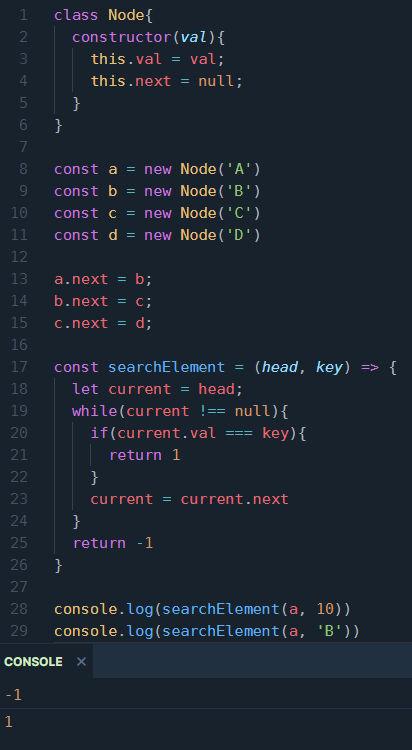 1 class Node{
2 constructor(val){
3 this.val = val;
4 this.next = null;
5 }
6 }
7
8 const a = new Node('A')
9 const b = new Node('B')
10 const c = new Node('C')
11 const d = new Node('D')
12
13 a.next = b;
14 b.next = c;
15 c.next = d;
16
17 const searchElement = (head, key) => {
18 let current = head;
19 while(current !== null){
20 if(current.val === key){
21 return 1
22 }
23 current = current.next
24 }
25 return -1
26 }
27
28 console.log(searchElement(a, 10))
29 console.log(searchElement(a, 'B'))
CONSOLE ×
-1
1